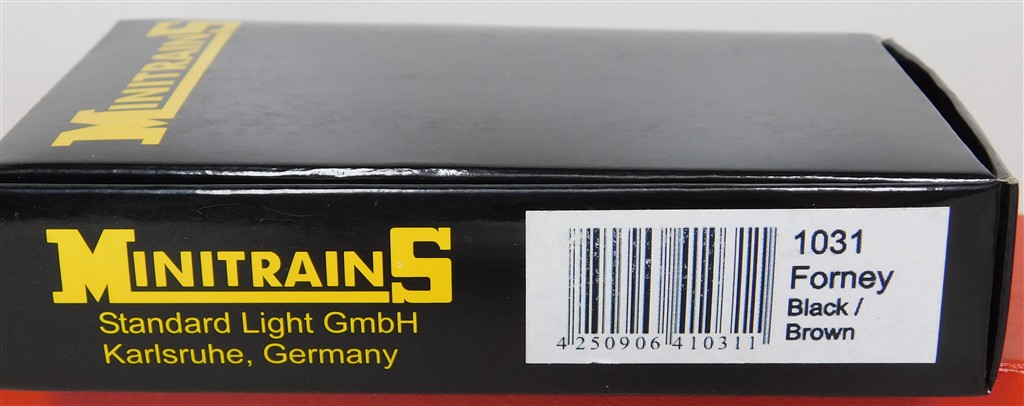 MINITRAINS
MINITRAINS
Standard Light GmbH
Karlsruhe, Germany
1031
Forney
Black /
Brown
4 250906 410311